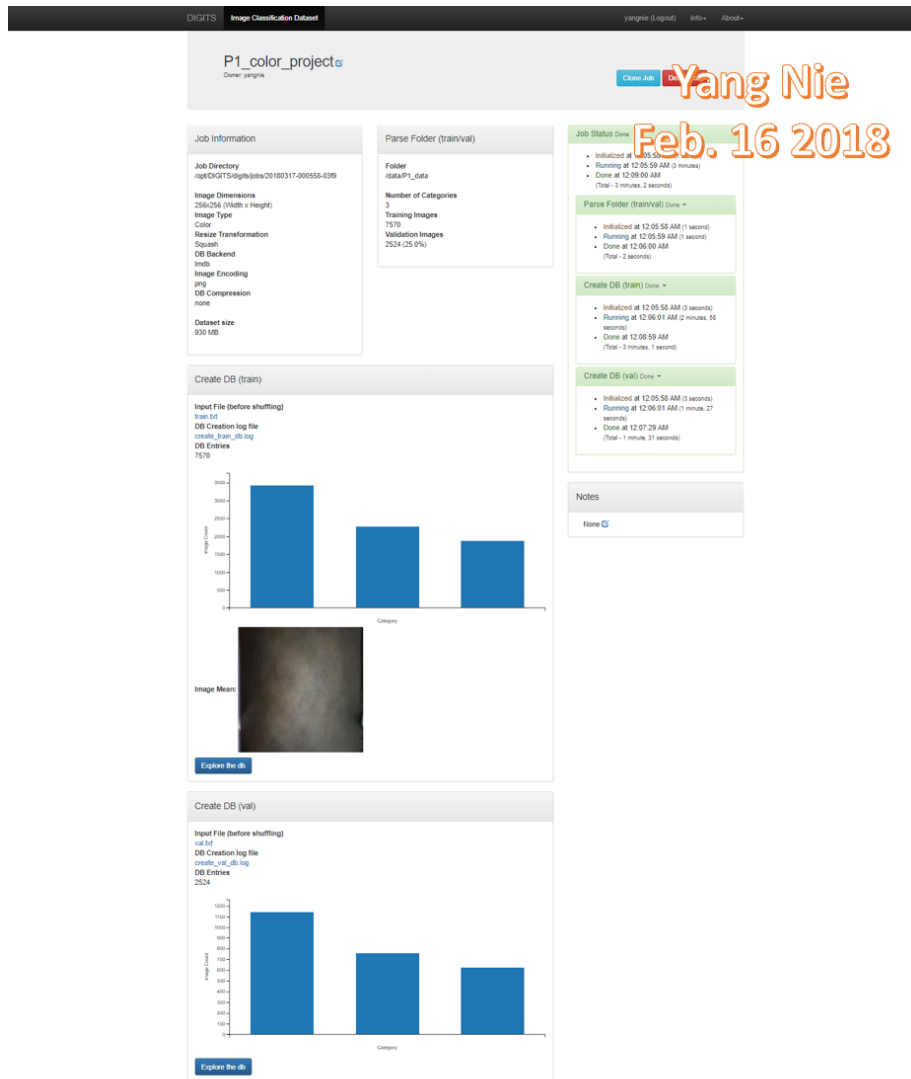 DIGITS Image Classification Dataset yangnie (Logout) Info About
P1_color_project
Owner: yangnie
Clone Job
Yang Nie
Feb. 16 2018
Job Information
Job Directory
/opt/DIGITS/digits/jobs/20180317-000558-03f9
Image Dimensions
256x256 (Width x Height)
Image Type
Color
Resize Transformation
Squash
DB Backend
lmdb
Image Encoding
png
DB Compression
none
Dataset size
930 MB
Parse Folder (train/val)
Folder
/data/P1_data
Number of Categories
3
Training Images
7570
Validation Images
2524 (25.0%)
Job Status Done
Initialized at 12:05:58
Running at 12:05:59 AM (3 minutes)
Done at 12:09:00 AM
(Total - 3 minutes, 2 seconds)
Parse Folder (train/val) Done
Initialized at 12:05:58 AM (1 second)
Running at 12:05:59 AM (1 second)
Done at 12:06:00 AM
(Total - 2 seconds)
Create DB (train) Done
Initialized at 12:05:58 AM (3 seconds)
Running at 12:06:01 AM (2 minutes, 58
seconds)
Done at 12:08:59 AM
(Total - 3 minutes, 1 second)
Create DB (val) Done
Initialized at 12:05:58 AM (3 seconds)
Running at 12:06:01 AM (1 minute, 27
seconds)
Done at 12:07:29 AM
(Total - 1 minute, 31 seconds)
Notes
None
Create DB (train)
Input File (before shuffling)
train.txt
DB Creation log file
create_train_db.log
DB Entries
7570
3500
3000
2500
2000
1500
1000
500
0
Image Count
Category
Image Mean:
Explore the db
Create DB (val)
Input File (before shuffling)
val.txt
DB Creation log file
create_val_db.log
DB Entries
2524
1200
1100
1000
900
800
700
600
500
400
300
200
100
0
Image Count
Category
Explore the db